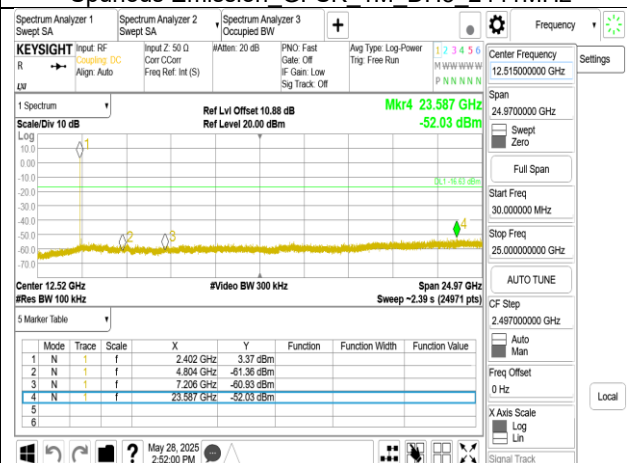 Spectrum Analyzer 1
Swept SA
Spectrum Analyzer 2
Swept SA
Spectrum Analyzer 3
Occupied BW
+
Frequency
KEYSIGHT
R
LXI
Input: RF
Coupling: DC
Align: Auto
Input Z: 50 Ω
Corr CCorr
Freq Ref: Int (S)
#Atten: 20 dB
PNO: Fast
Gate: Off
IF Gain: Low
Sig Track: Off
Avg Type: Log-Power
Trig: Free Run
1 2 3 4 5 6
M W W W W W
P N N N N N
Center Frequency
12.515000000 GHz
Settings
Span
24.9700000 GHz
Swept
Zero
Full Span
Start Freq
30.000000 MHz
Stop Freq
25.000000000 GHz
AUTO TUNE
CF Step
2.497000000 GHz
Auto
Man
Freq Offset
0 Hz
Local
X Axis Scale
Log
Lin
Signal Track
1 Spectrum
Scale/Div 10 dB
Log
Ref Lvl Offset 10.88 dB
Ref Level 20.00 dBm
Mkr4 23.587 GHz
-52.03 dBm
10.0
0.00
-10.0
-20.0
-30.0
-40.0
-50.0
-60.0
-70.0
1
2
3
4
Center 12.52 GHz
#Res BW 100 kHz
#Video BW 300 kHz
Span 24.97 GHz
Sweep ~2.39 s (24971 pts)
5 Marker Table
Mode Trace Scale X Y Function Function Width Function Value
1 N 1 f 2.402 GHz 3.37 dBm
2 N 1 f 4.804 GHz -61.36 dBm
3 N 1 f 7.206 GHz -60.93 dBm
4 N 1 f 23.587 GHz -52.03 dBm
5
6
?
May 28, 2025
2:52:00 PM